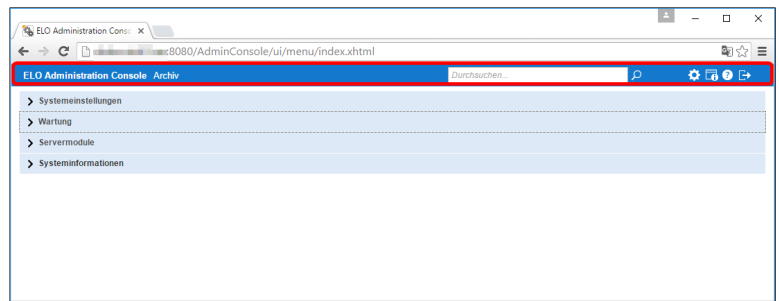 ELO Administration Conso
:8080/AdminConsole/ui/menu/index.xhtml
ELO Administration Console Archiv Durchsuchen...
Systemeinstellungen
Wartung
Servermodule
Systeminformationen